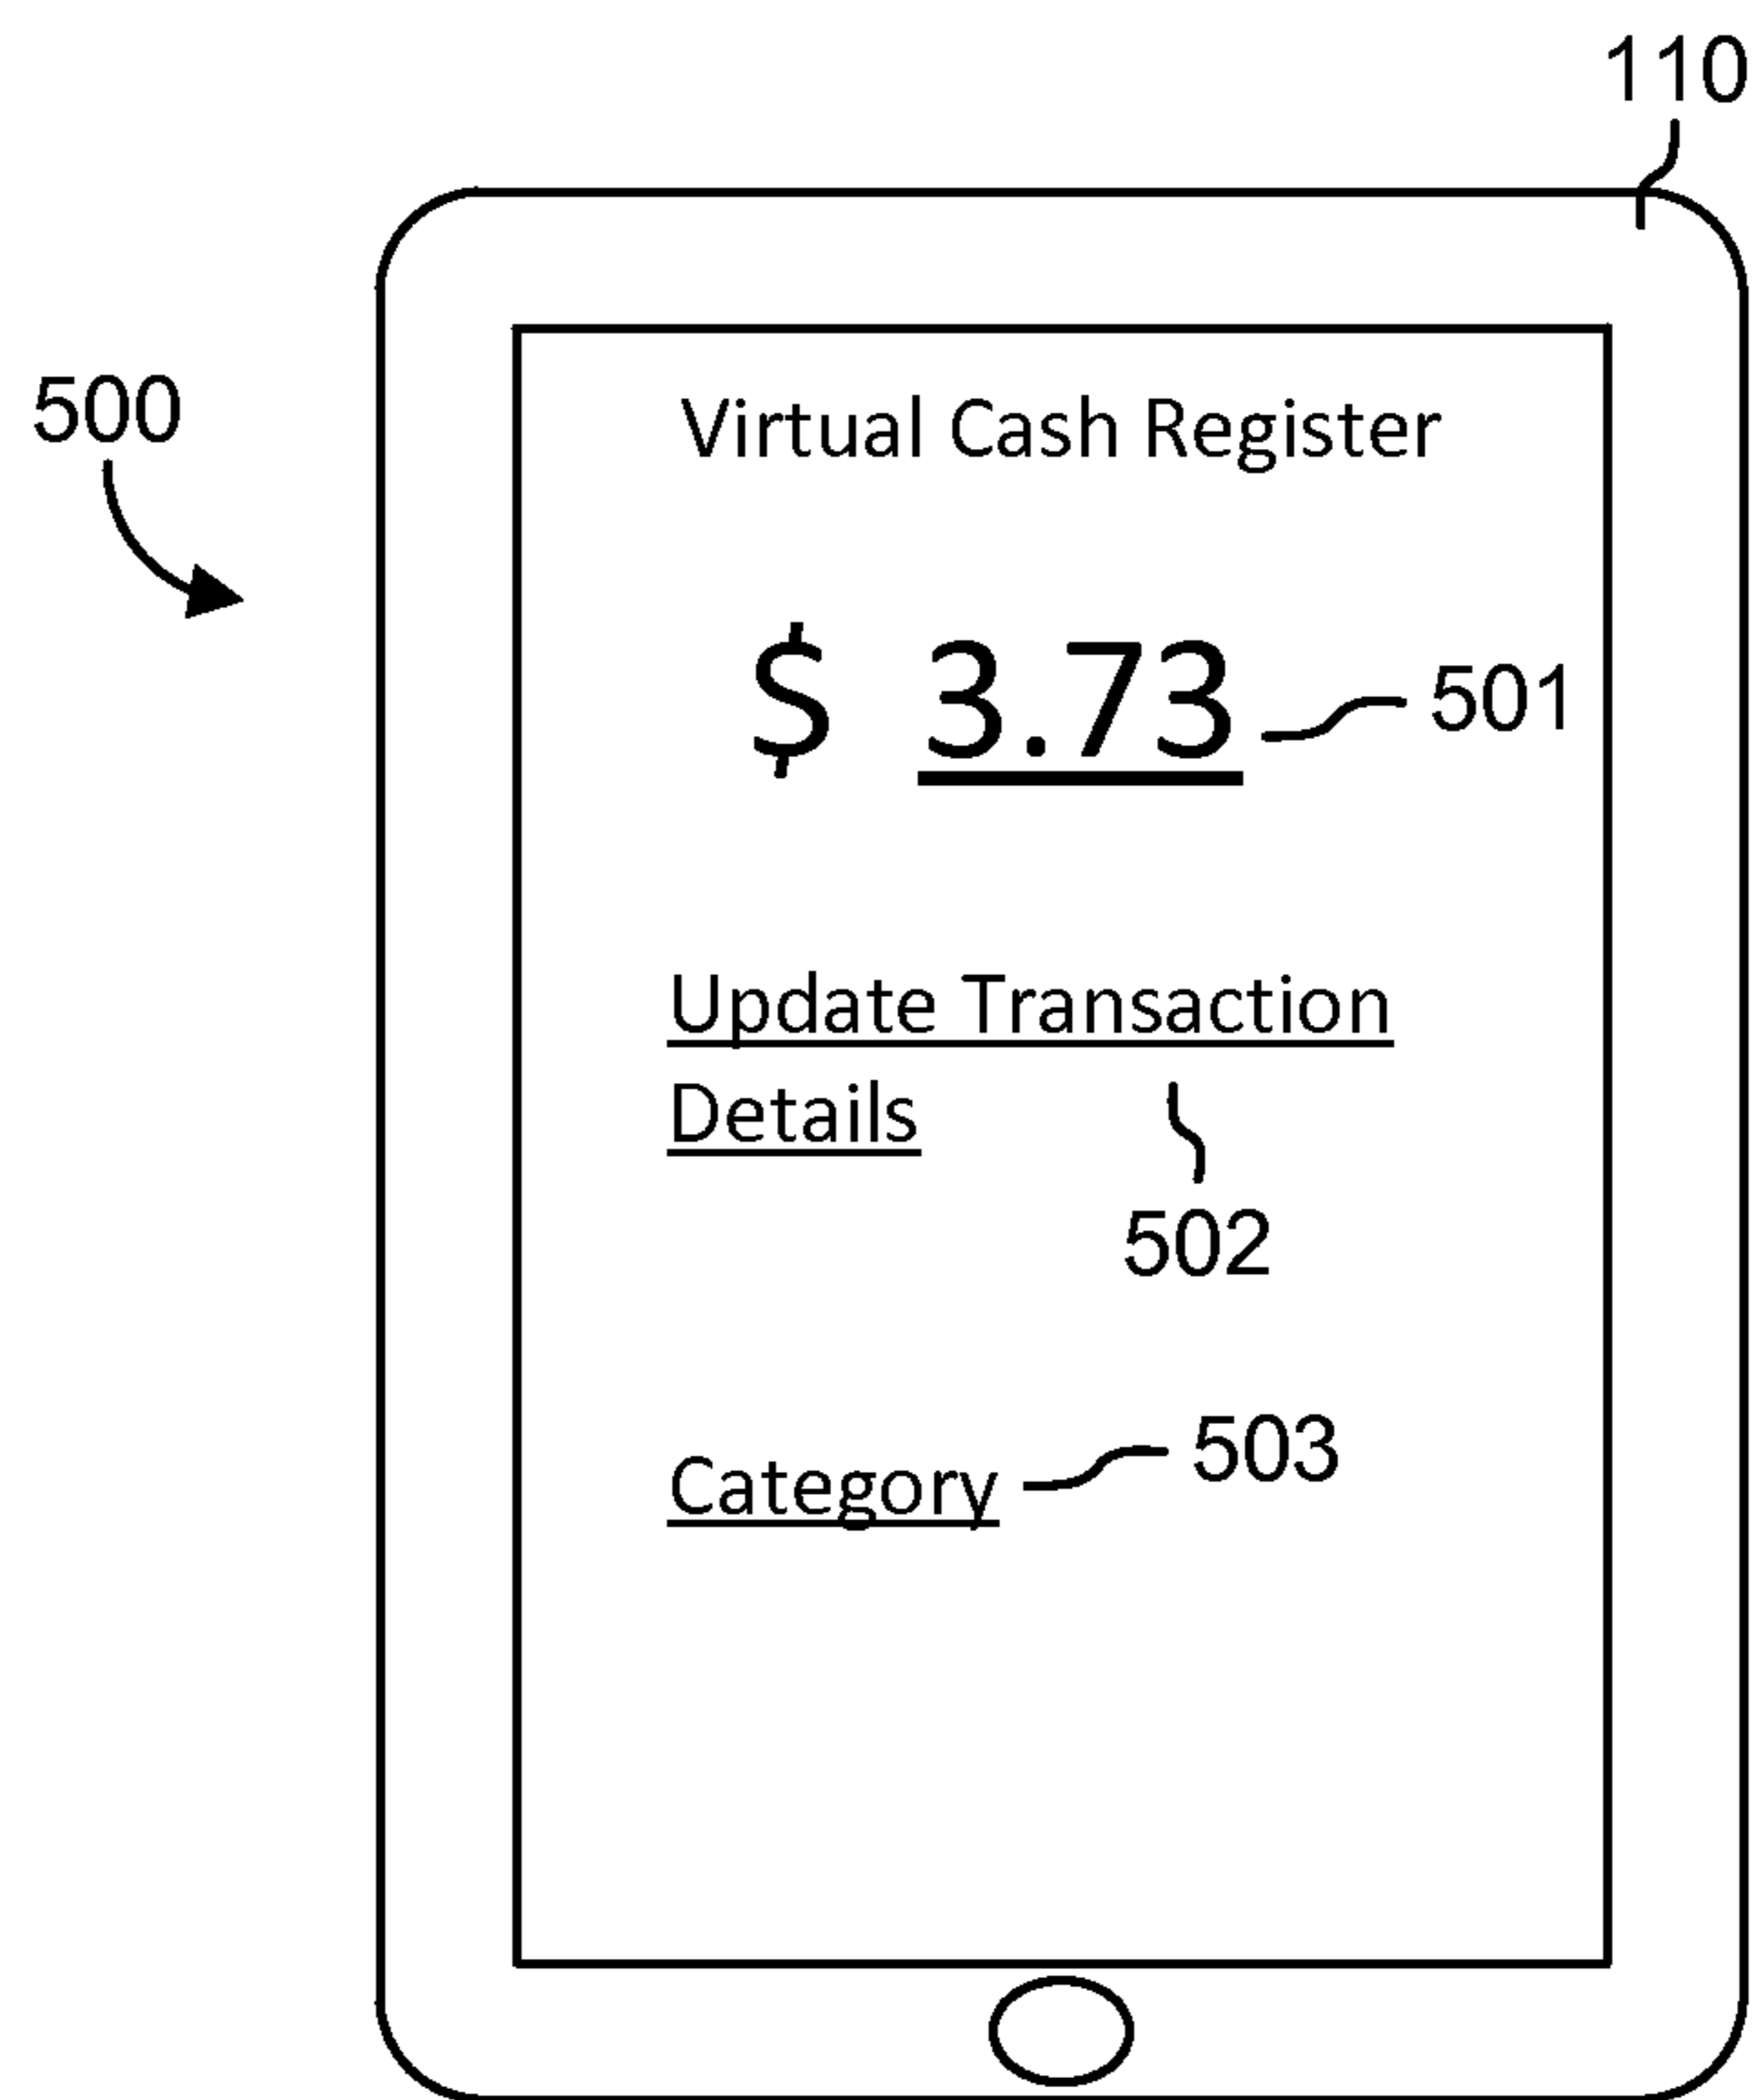 110
500
Virtual Cash Register
$ 3.73
501
Update Transaction
Details
502
503
Category